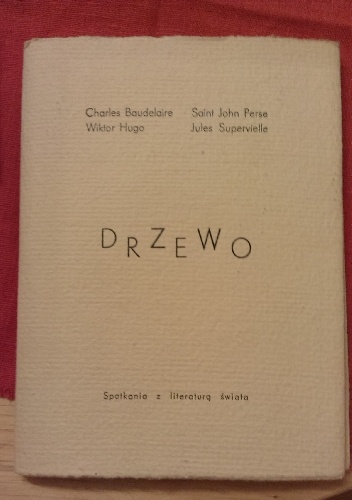 Charles Baudelaire Saint John Perse
Wiktor Hugo Jules Supervielle
DRZEWO
Spotkania z literaturą świata